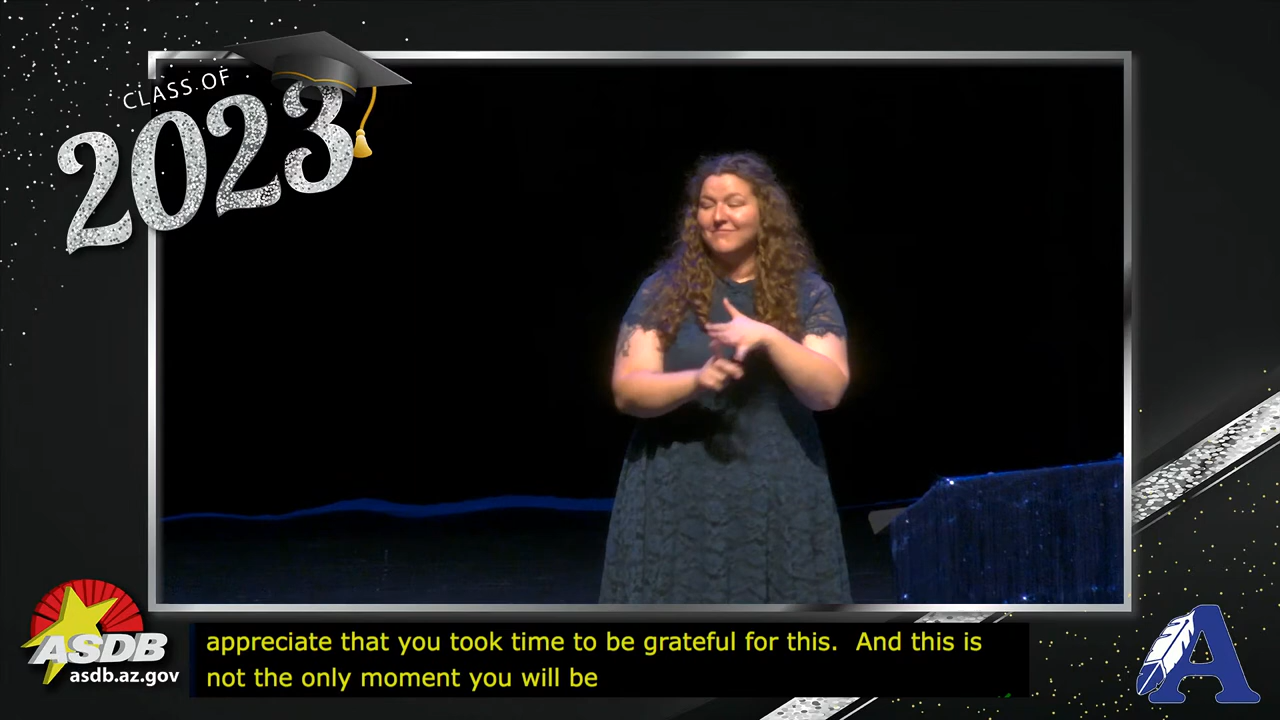 CLASS OF
2023
ASDB
asdb.az.gov
appreciate that you took time to be grateful for this.  And this is
not the only moment you will be
A